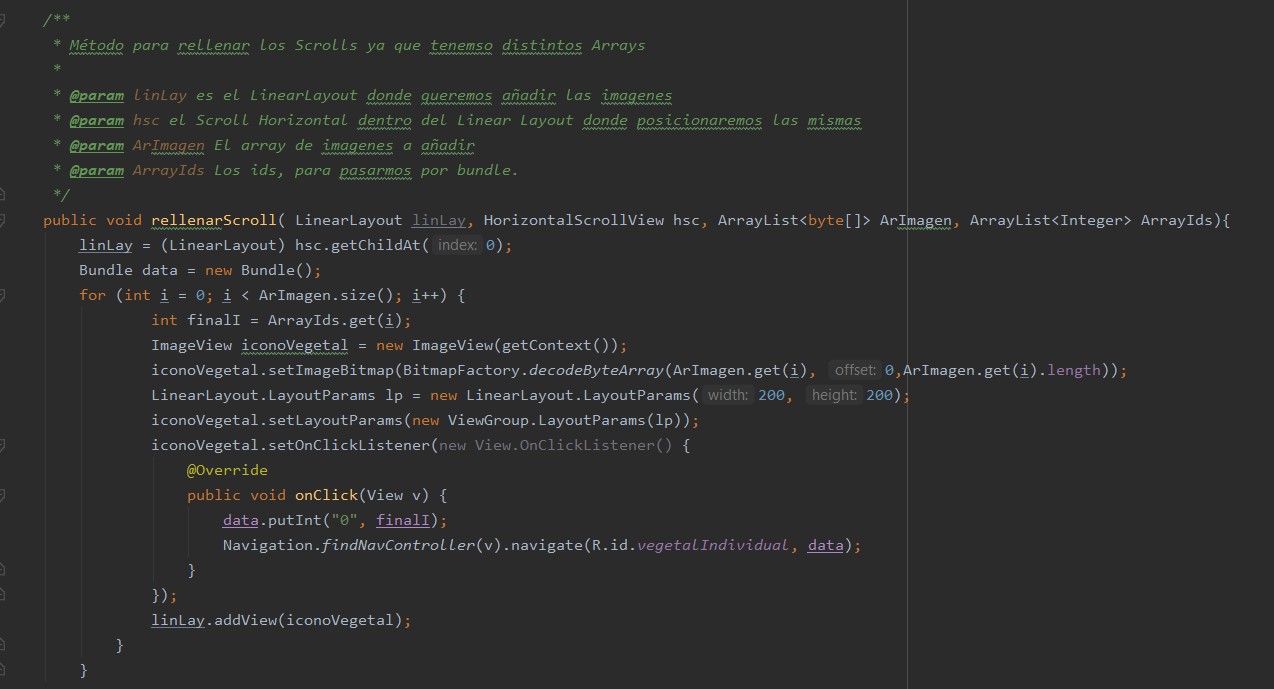 /**
 * Método para rellenar los Scrolls ya que tenemso distintos Arrays
 *
 * @param linLay es el LinearLayout donde queremos añadir las imagenes
 * @param hsc el Scroll Horizontal dentro del Linear Layout donde posicionaremos las mismas
 * @param ArImagen El array de imagenes a añadir
 * @param ArrayIds Los ids, para pasarmos por bundle.
 */
public void rellenarScroll( LinearLayout linLay, HorizontalScrollView hsc, ArrayList<byte[]> ArImagen, ArrayList<Integer> ArrayIds){
    linLay = (LinearLayout) hsc.getChildAt( index: 0);
    Bundle data = new Bundle();
    for (int i = 0; i < ArImagen.size(); i++) {
            int finalI = ArrayIds.get(i);
            ImageView iconoVegetal = new ImageView(getContext());
            iconoVegetal.setImageBitmap(BitmapFactory.decodeByteArray(ArImagen.get(i), offset: 0,ArImagen.get(i).length));
            LinearLayout.LayoutParams lp = new LinearLayout.LayoutParams( width: 200, height: 200);
            iconoVegetal.setLayoutParams(new ViewGroup.LayoutParams(lp));
            iconoVegetal.setOnClickListener(new View.OnClickListener() {
                @Override
                public void onClick(View v) {
                    data.putInt("0", finalI);
                    Navigation.findNavController(v).navigate(R.id.vegetalIndividual, data);
                }
            });
            linLay.addView(iconoVegetal);
        }
    }